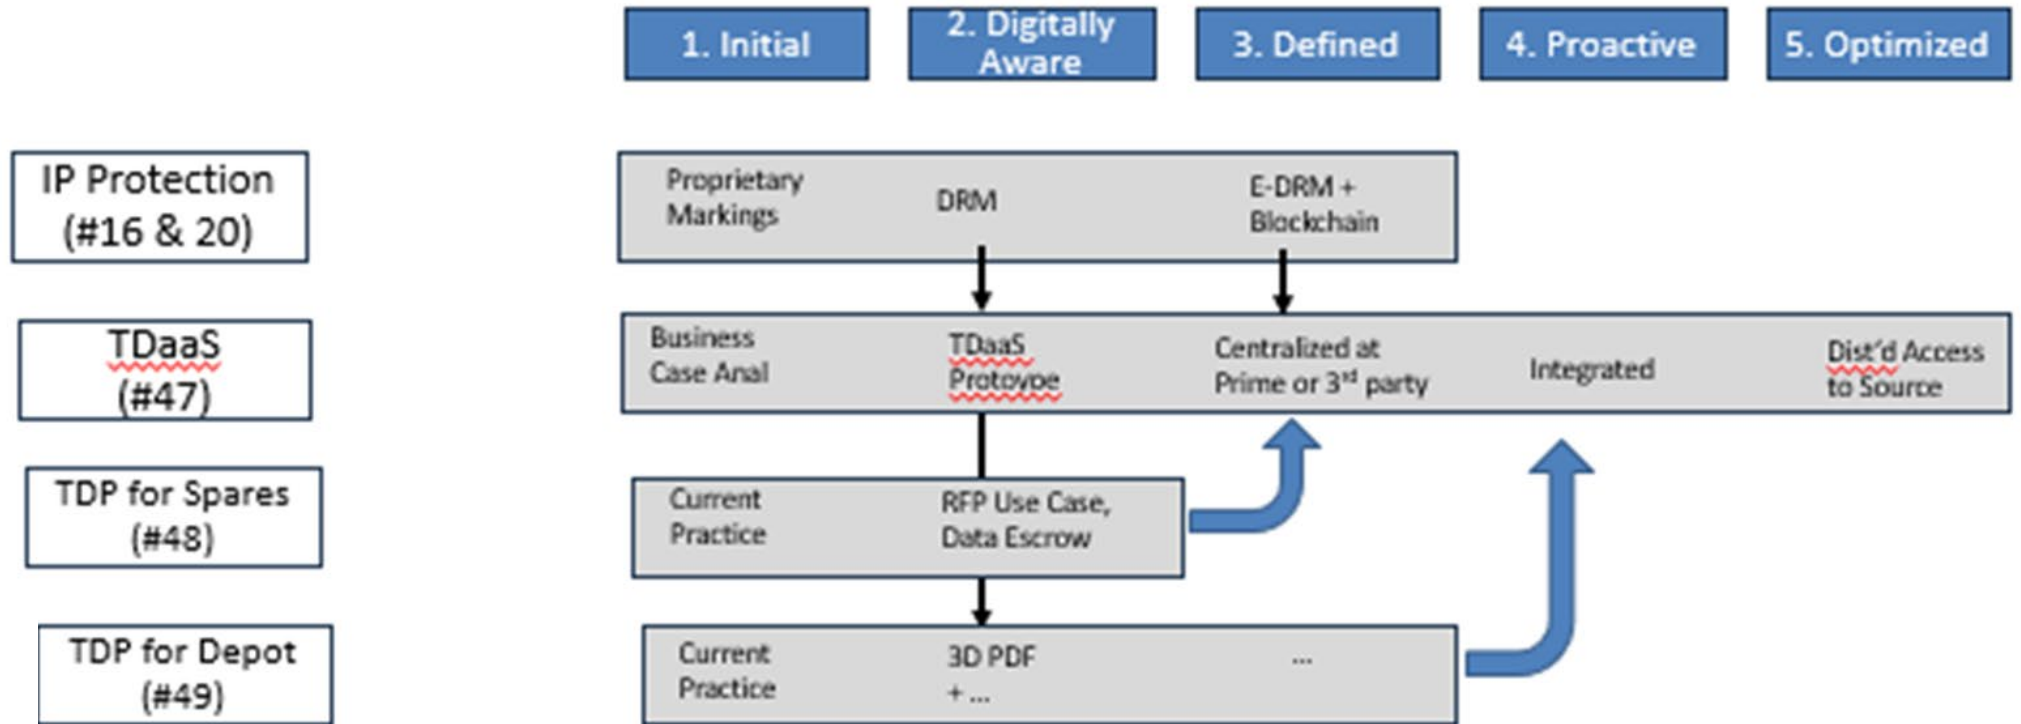 1. Initial
2. Digitally
Aware
3. Defined
4. Proactive
5. Optimized
IP Protection
(#16 & 20)
Proprietary
Markings
DRM
E-DRM +
Blockchain
TDaaS
(#47)
Business
Case Anal
TDaaS
Protoype
Centralized at
Prime or 3rd party
Integrated
Dist'd Access
to Source
TDP for Spares
(#48)
Current
Practice
RFP Use Case,
Data Escrow
TDP for Depot
(#49)
Current
Practice
3D PDF
+ ...
...